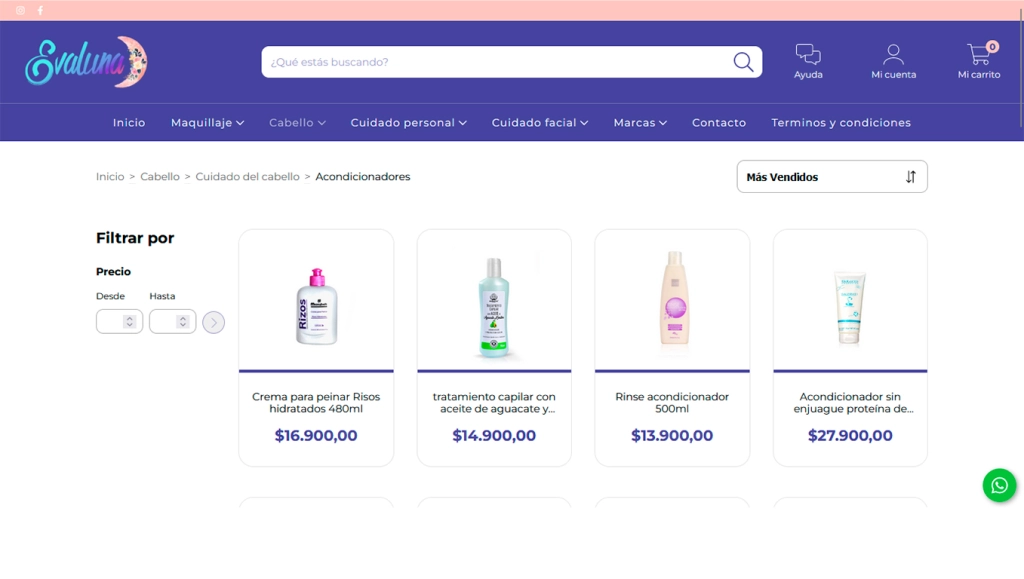 Evaluna
¿Qué estás buscando?
Ayuda
Mi cuenta
0
Mi carrito
Inicio
Maquillaje
Cabello
Cuidado personal
Cuidado facial
Marcas
Contacto
Terminos y condiciones
Inicio > Cabello > Cuidado del cabello > Acondicionadores
Más Vendidos
Filtrar por
Precio
Desde
Hasta
Rizos
Crema para peinar Risos
hidratados 480ml
$16.900,00
tratamiento capilar con
aceite de aguacate y...
$14.900,00
Rinse acondicionador
500ml
$13.900,00
Acondicionador sin
enjuague proteína de...
$27.900,00